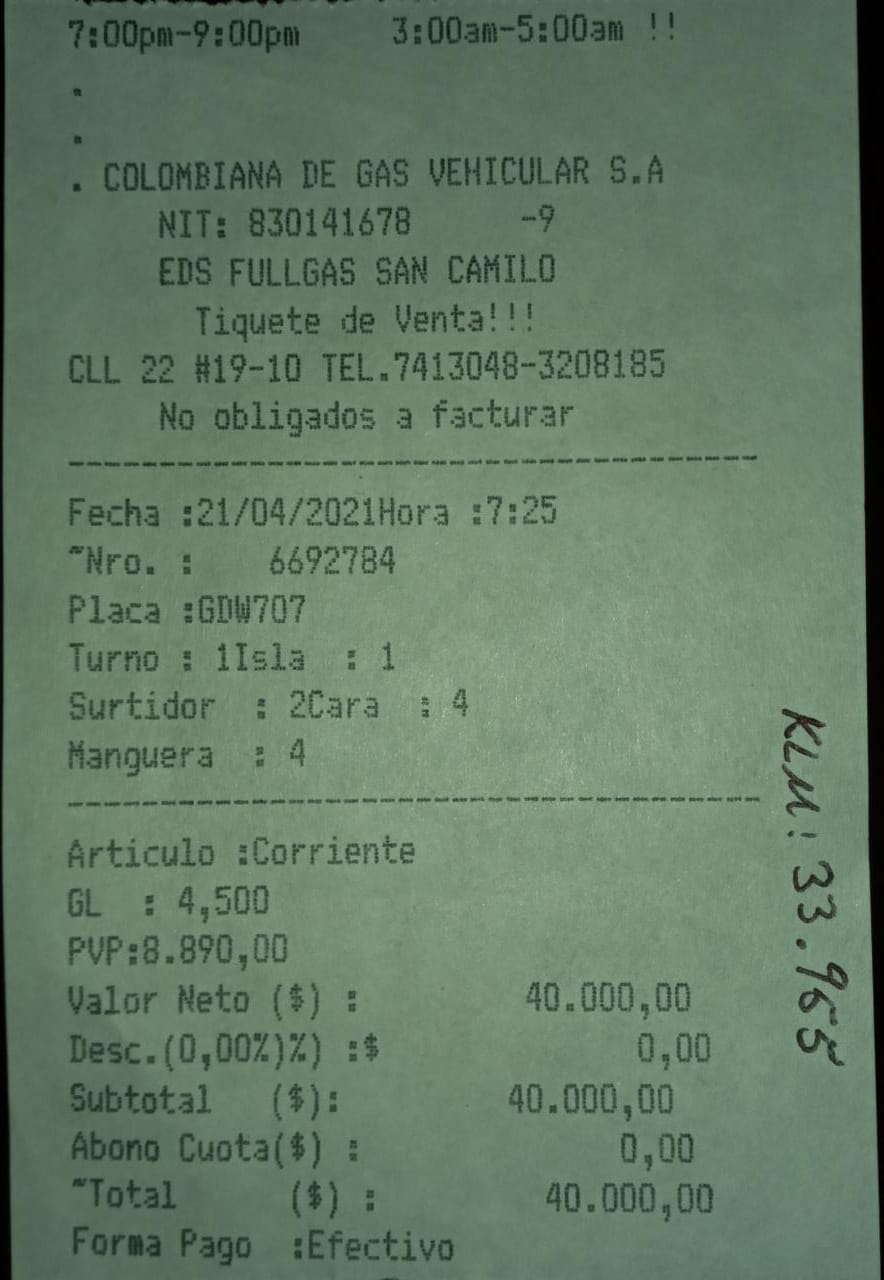 7:00pm-9:00pm 3:00am-5:00am !!
.
.
. COLOMBIANA DE GAS VEHICULAR S.A
NIT: 830141678 -9
EDS FULLGAS SAN CAMILO
Tiquete de Venta!!!
CLL 22 #19-10 TEL.7413048-3208185
No obligados a facturar
Fecha :21/04/2021Hora :7:25
~Nro. : 6692784
Placa :GDW707
Turno : 1Isla : 1
Surtidor : 2Cara : 4
Manguera : 4
Articulo :Corriente
GL : 4,500
PVP:8.890,00
Valor Neto ($) : 40.000,00
Desc.(0,00%)%) :$ 0,00
Subtotal ($): 40.000,00
Abono Cuota($) : 0,00
~Total ($) : 40.000,00
Forma Pago :Efectivo
KLM: 33.955